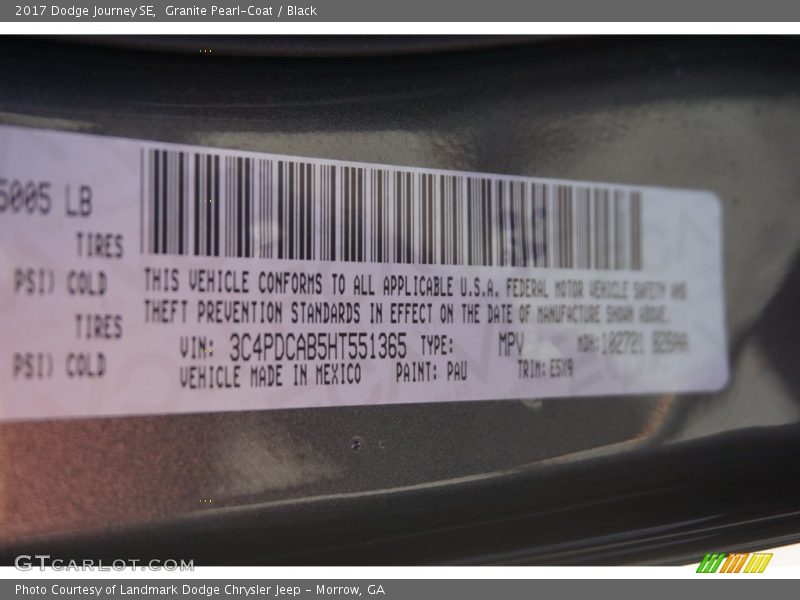 2017 Dodge Journey SE, Granite Pearl-Coat / Black
5005 LB
TIRES
PSI) COLD
TIRES
PSI) COLD
THIS VEHICLE CONFORMS TO ALL APPLICABLE U.S.A. FEDERAL MOTOR VEHICLE SAFETY AND
THEFT PREVENTION STANDARDS IN EFFECT ON THE DATE OF MANUFACTURE SHOWN ABOVE.
VIN: 3C4PDCAB5HT551365 TYPE: MPV MDH: 102721
VEHICLE MADE IN MEXICO PAINT: PAU TRIM: E5X9
GTCARLOT.COM
Photo Courtesy of Landmark Dodge Chrysler Jeep - Morrow, GA